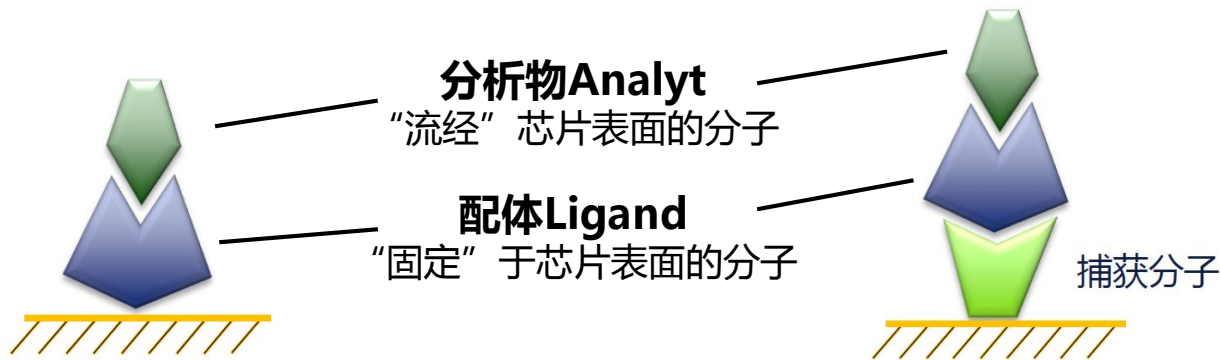 分析物Analyt
“流经”芯片表面的分子
配体Ligand
“固定”于芯片表面的分子
捕获分子